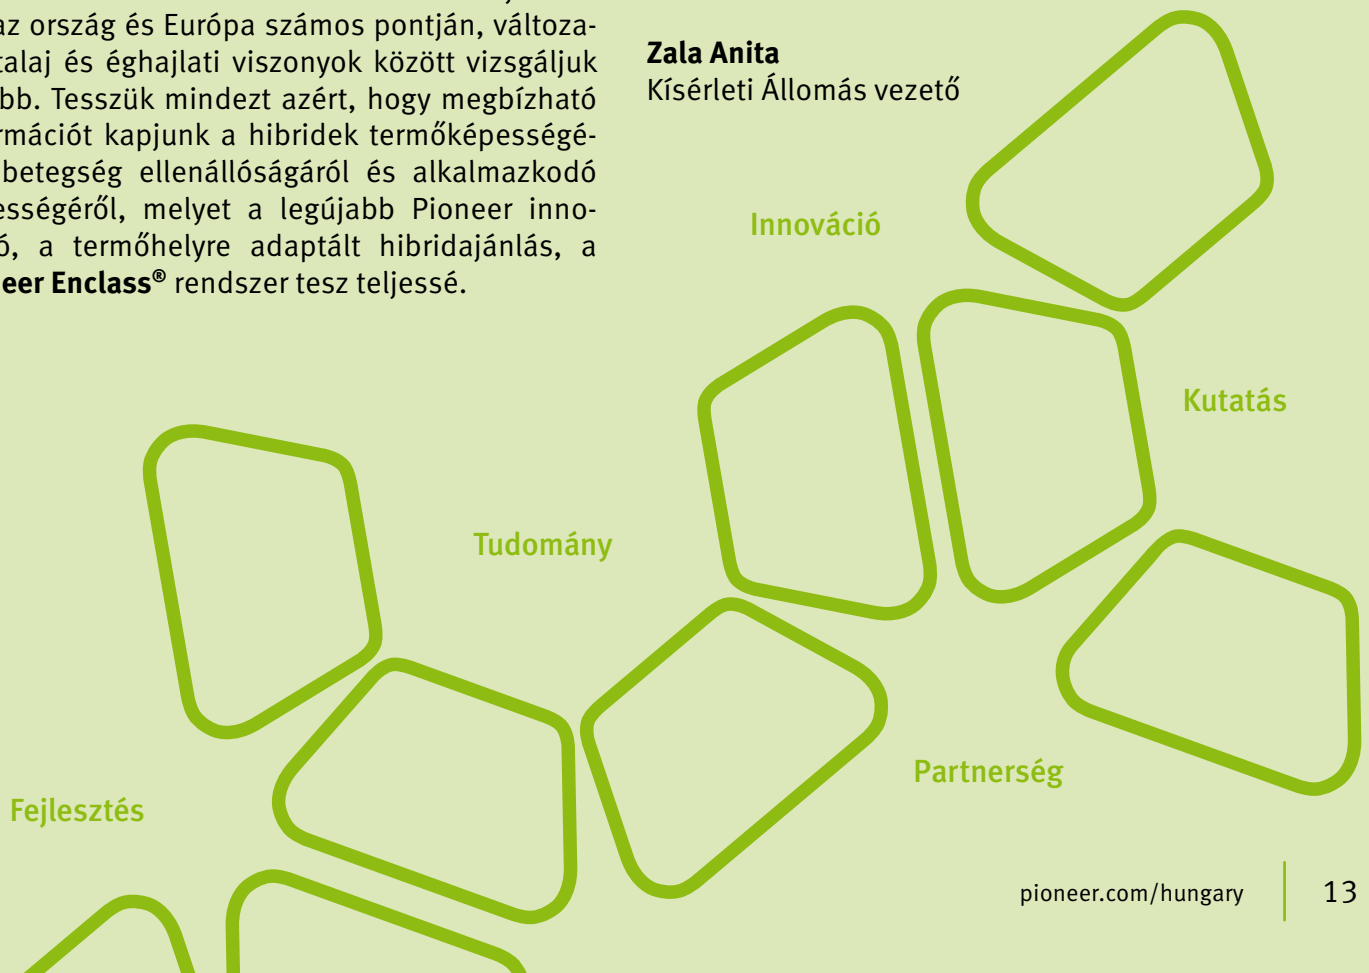 az ország és Európa számos pontján, változa-
talaj és éghajlati viszonyok között vizsgáljuk
bb. Tesszük mindezt azért, hogy megbízható
rmációt kapjunk a hibridek termőképességé-
betegség ellenállóságáról és alkalmazkodó
ességéről, melyet a legújabb Pioneer inno-
ó, a termőhelyre adaptált hibridajánlás, a
eer Enclass® rendszer tesz teljessé.
Zala Anita
Kísérleti Állomás vezető
Innováció
Kutatás
Tudomány
Partnerség
Fejlesztés
pioneer.com/hungary 13